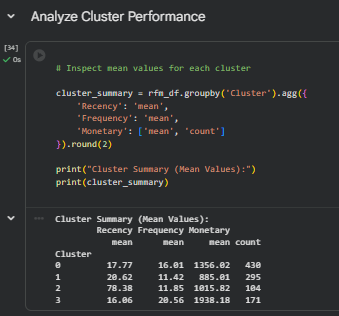 Analyze Cluster Performance
[34]
0s
# Inspect mean values for each cluster
cluster_summary = rfm_df.groupby('Cluster').agg({
    'Recency': 'mean',
    'Frequency': 'mean',
    'Monetary': ['mean', 'count']
}).round(2)
print("Cluster Summary (Mean Values):")
print(cluster_summary)
Cluster Summary (Mean Values):
        Recency Frequency Monetary
           mean      mean     mean count
Cluster
0         17.77     16.01  1356.02   430
1         20.62     11.42   885.01   295
2         78.38     11.85  1015.82   104
3         16.06     20.56  1938.18   171